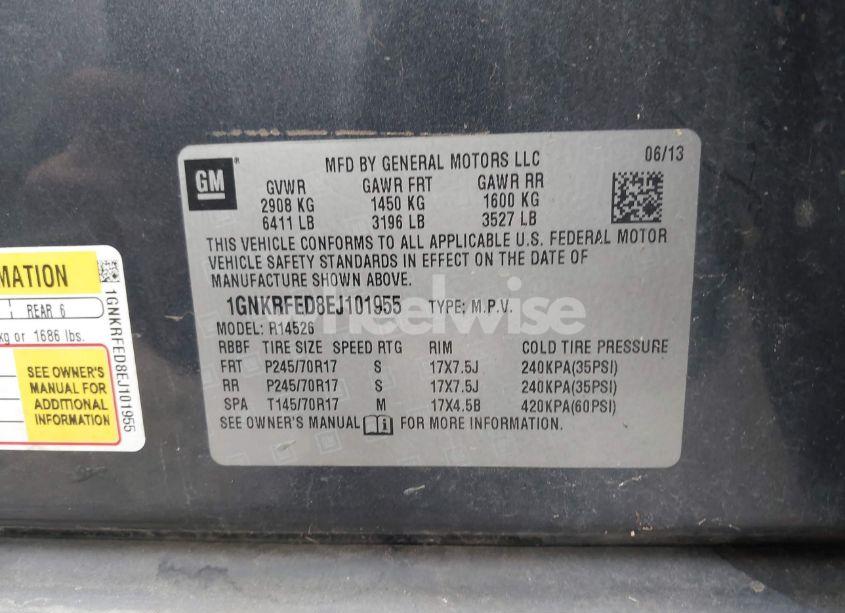 GM
MFD BY GENERAL MOTORS LLC
06/13
GVWR GAWR FRT GAWR RR
2908 KG 1450 KG 1600 KG
6411 LB 3196 LB 3527 LB
THIS VEHICLE CONFORMS TO ALL APPLICABLE U.S. FEDERAL MOTOR
VEHICLE SAFETY STANDARDS IN EFFECT ON THE DATE OF
MANUFACTURE SHOWN ABOVE.
1GNKRFED8EJ101955 TYPE: M.P.V.
MODEL: R14526
RBBF TIRE SIZE SPEED RTG RIM COLD TIRE PRESSURE
FRT P245/70R17 S 17X7.5J 240KPA(35PSI)
RR P245/70R17 S 17X7.5J 240KPA(35PSI)
SPA T145/70R17 M 17X4.5B 420KPA(60PSI)
SEE OWNER'S MANUAL FOR MORE INFORMATION.
MATION
REAR 6
kg or 1686 lbs.
SEE OWNER'S
MANUAL FOR
ADDITIONAL
INFORMATION
1GNKRFED8EJ101955